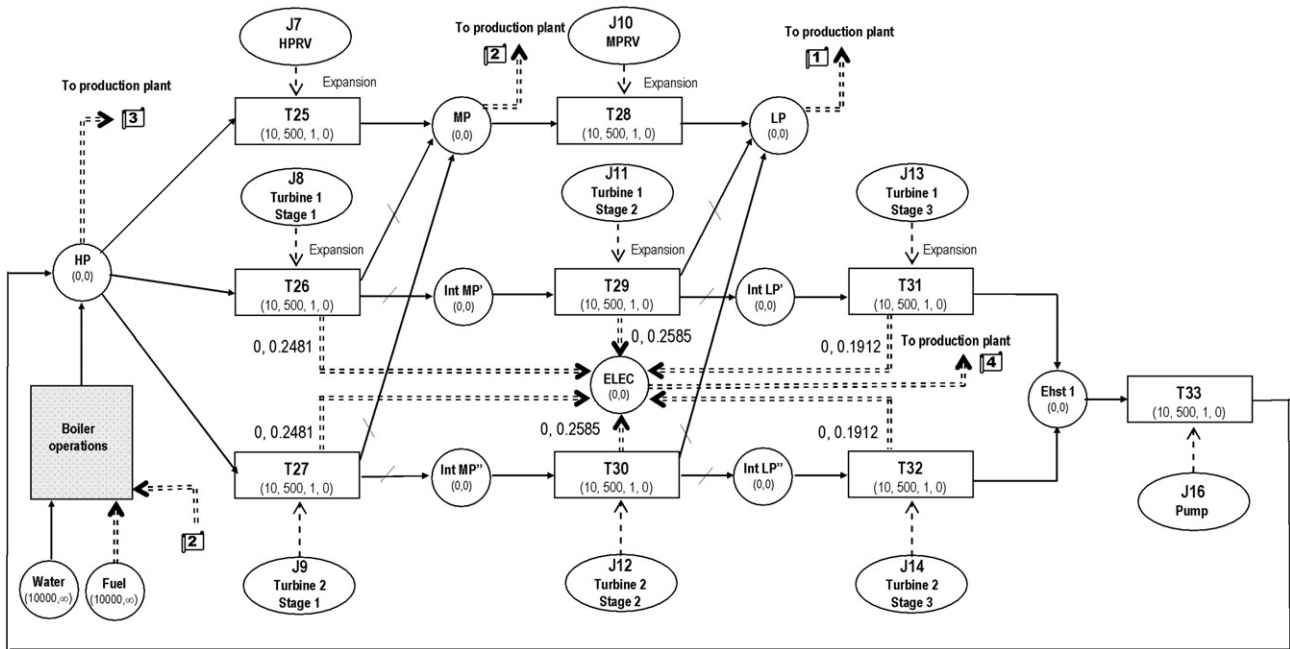 J7
HPRV
J10
MPRV
To production plant
2
To production plant
1
To production plant
3
Expansion
Expansion
T25
(10, 500, 1, 0)
MP
(0,0)
T28
(10, 500, 1, 0)
LP
(0,0)
J8
Turbine 1
Stage 1
J11
Turbine 1
Stage 2
J13
Turbine 1
Stage 3
Expansion
Expansion
Expansion
HP
(0,0)
T26
(10, 500, 1, 0)
Int MP'
(0,0)
T29
(10, 500, 1, 0)
Int LP'
(0,0)
T31
(10, 500, 1, 0)
0, 0.2481
0, 0.2585
0, 0.1912
To production plant
4
ELEC
(0,0)
Ehst 1
(0,0)
T33
(10, 500, 1, 0)
Boiler
operations
0, 0.2481
0, 0.2585
0, 0.1912
T27
(10, 500, 1, 0)
Int MP"
(0,0)
T30
(10, 500, 1, 0)
Int LP"
(0,0)
T32
(10, 500, 1, 0)
J16
Pump
2
Water
(10000,∞)
Fuel
(10000,∞)
J9
Turbine 2
Stage 1
J12
Turbine 2
Stage 2
J14
Turbine 2
Stage 3